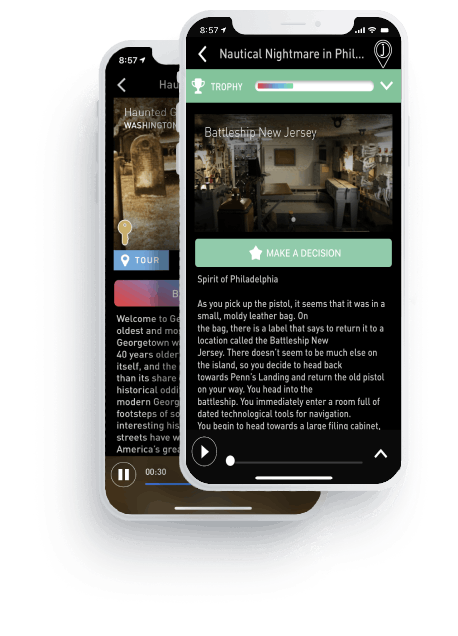 8:57
Nautical Nightmare in Phil...
TROPHY
Battleship New Jersey
MAKE A DECISION
Spirit of Philadelphia
As you pick up the pistol, it seems that it was in a
small, moldy leather bag. On
the bag, there is a label that says to return it to a
location called the Battleship New
Jersey. There doesn't seem to be much else on
the island, so you decide to head back
towards Penn's Landing and return the old pistol
on your way. You head into the
battleship. You immediately enter a room full of
dated technological tools for navigation.
You begin to head towards a large filing cabinet,
8:57
Hau
Haunted G
WASHINGTON
TOUR
B
Welcome to Ge
oldest and mos
Georgetown w
40 years older
itself, and the
than its share
historical oddi
modern Georg
footsteps of so
interesting his
streets have w
America's grea
00:30